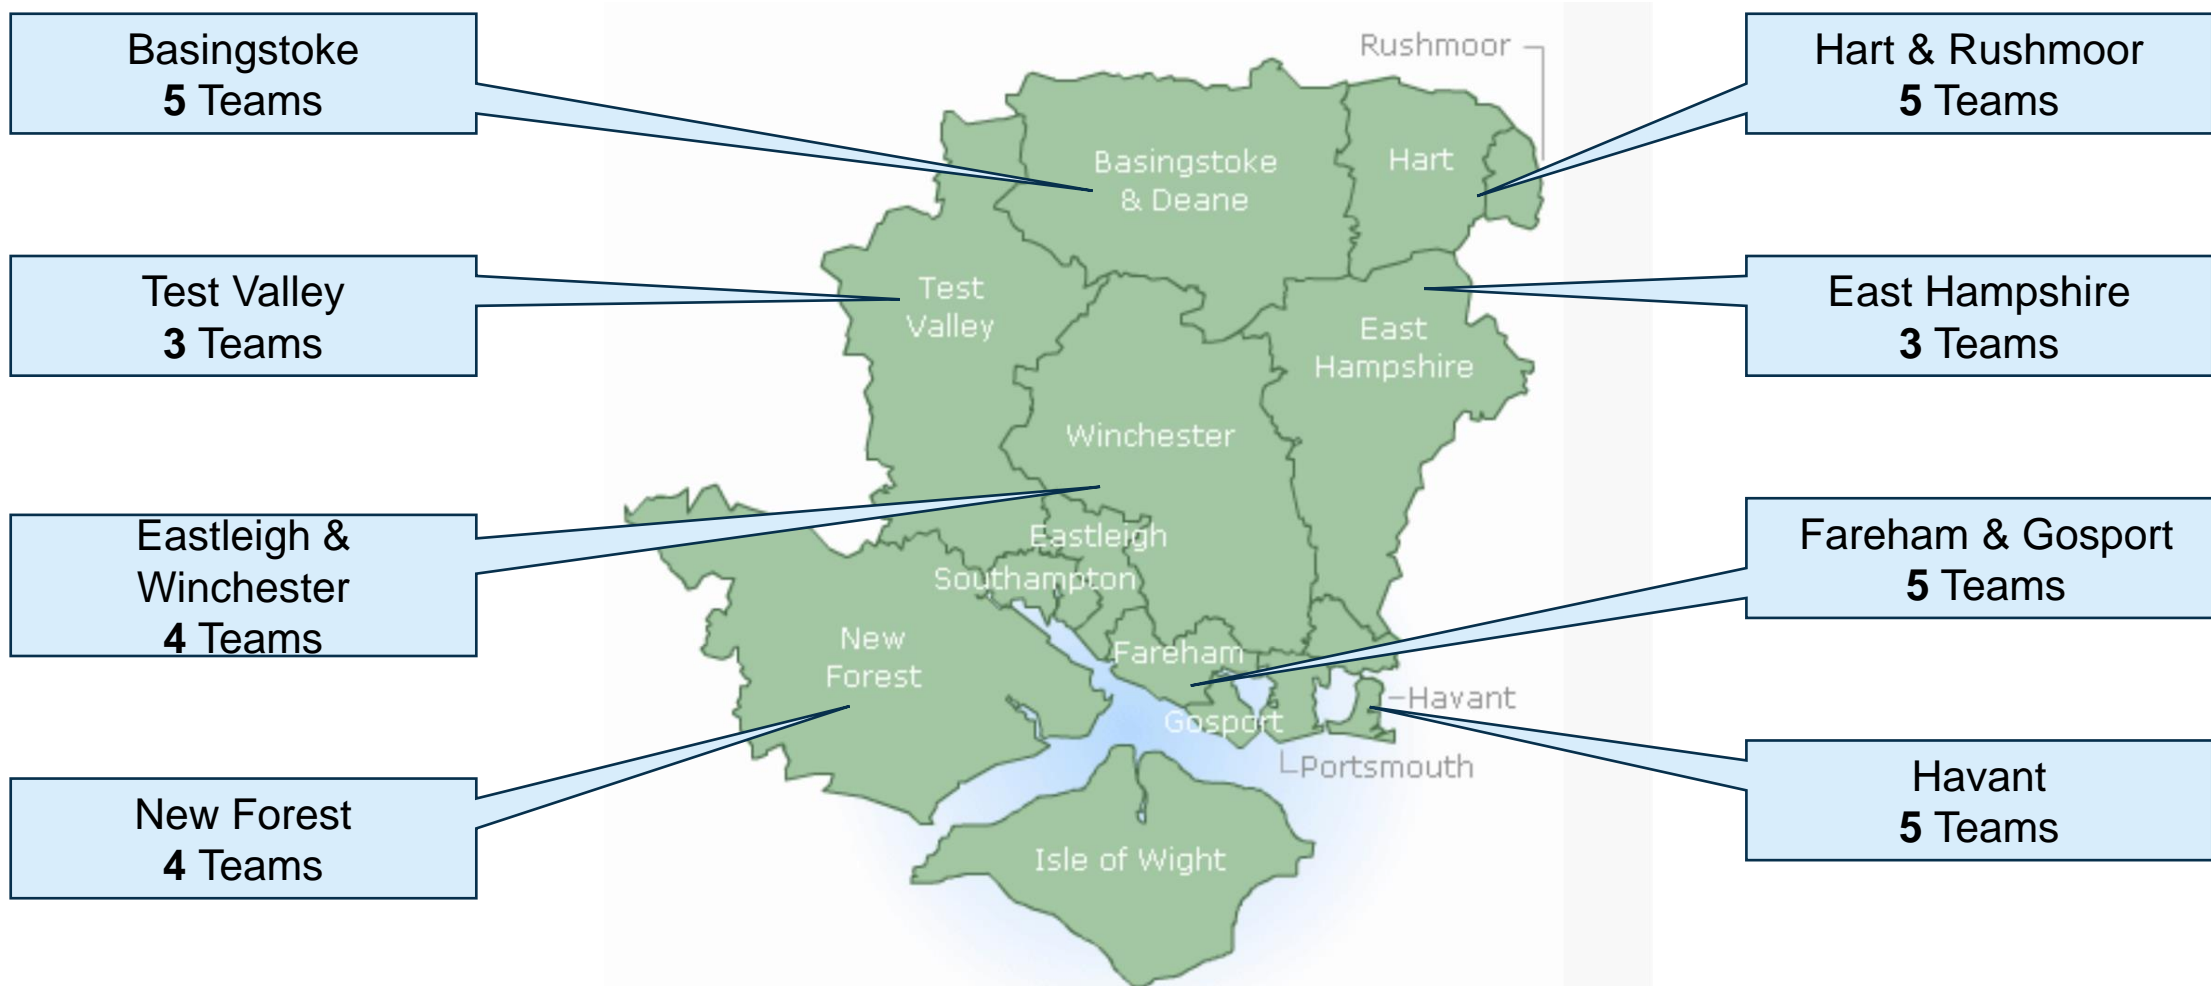 Basingstoke
5 Teams
Test Valley
3 Teams
Eastleigh &
Winchester
4 Teams
New Forest
4 Teams
Rushmoor
Basingstoke
& Deane
Hart
Test
Valley
East
Hampshire
Winchester
Eastleigh
Southampton
New
Forest
Fareham
Gosport
Havant
Portsmouth
Isle of Wight
Hart & Rushmoor
5 Teams
East Hampshire
3 Teams
Fareham & Gosport
5 Teams
Havant
5 Teams